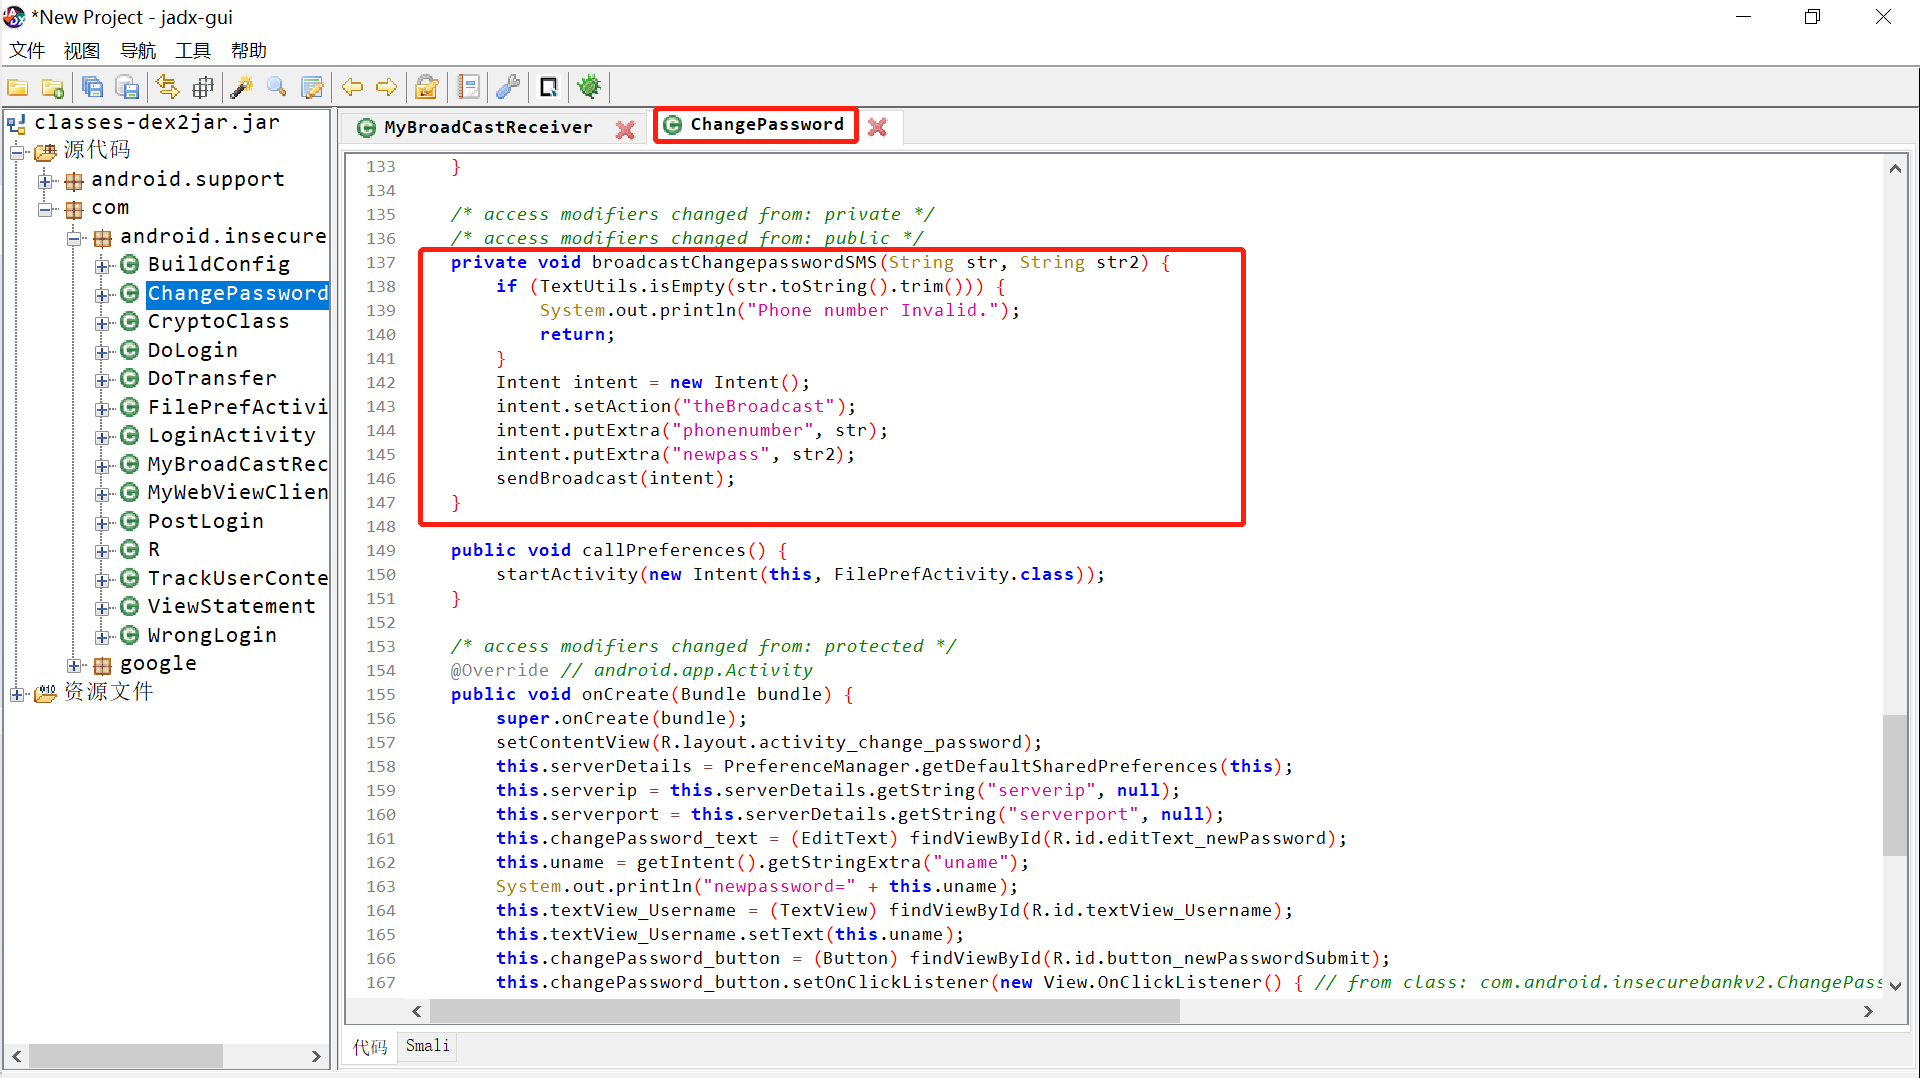 *New Project - jadx-gui
文件 视图 导航 工具 帮助
classes-dex2jar.jar
源代码
android.support
com
android.insecure
BuildConfig
ChangePassword
CryptoClass
DoLogin
DoTransfer
FilePrefActivi
LoginActivity
MyBroadCastRec
MyWebViewClien
PostLogin
R
TrackUserConte
ViewStatement
WrongLogin
google
资源文件
MyBroadCastReceiver ChangePassword
133 }
134
135 /* access modifiers changed from: private */
136 /* access modifiers changed from: public */
137 private void broadcastChangepasswordSMS(String str, String str2) {
138 if (TextUtils.isEmpty(str.toString().trim())) {
139 System.out.println("Phone number Invalid.");
140 return;
141 }
142 Intent intent = new Intent();
143 intent.setAction("theBroadcast");
144 intent.putExtra("phonenumber", str);
145 intent.putExtra("newpass", str2);
146 sendBroadcast(intent);
147 }
148
149 public void callPreferences() {
150 startActivity(new Intent(this, FilePrefActivity.class));
151 }
152
153 /* access modifiers changed from: protected */
154 @Override // android.app.Activity
155 public void onCreate(Bundle bundle) {
156 super.onCreate(bundle);
157 setContentView(R.layout.activity_change_password);
158 this.serverDetails = PreferenceManager.getDefaultSharedPreferences(this);
159 this.serverip = this.serverDetails.getString("serverip", null);
160 this.serverport = this.serverDetails.getString("serverport", null);
161 this.changePassword_text = (EditText) findViewById(R.id.editText_newPassword);
162 this.uname = getIntent().getStringExtra("uname");
163 System.out.println("newpassword=" + this.uname);
164 this.textView_Username = (TextView) findViewById(R.id.textView_Username);
165 this.textView_Username.setText(this.uname);
166 this.changePassword_button = (Button) findViewById(R.id.button_newPasswordSubmit);
167 this.changePassword_button.setOnClickListener(new View.OnClickListener() { // from class: com.android.insecurebankv2.ChangePass
代码 Smali